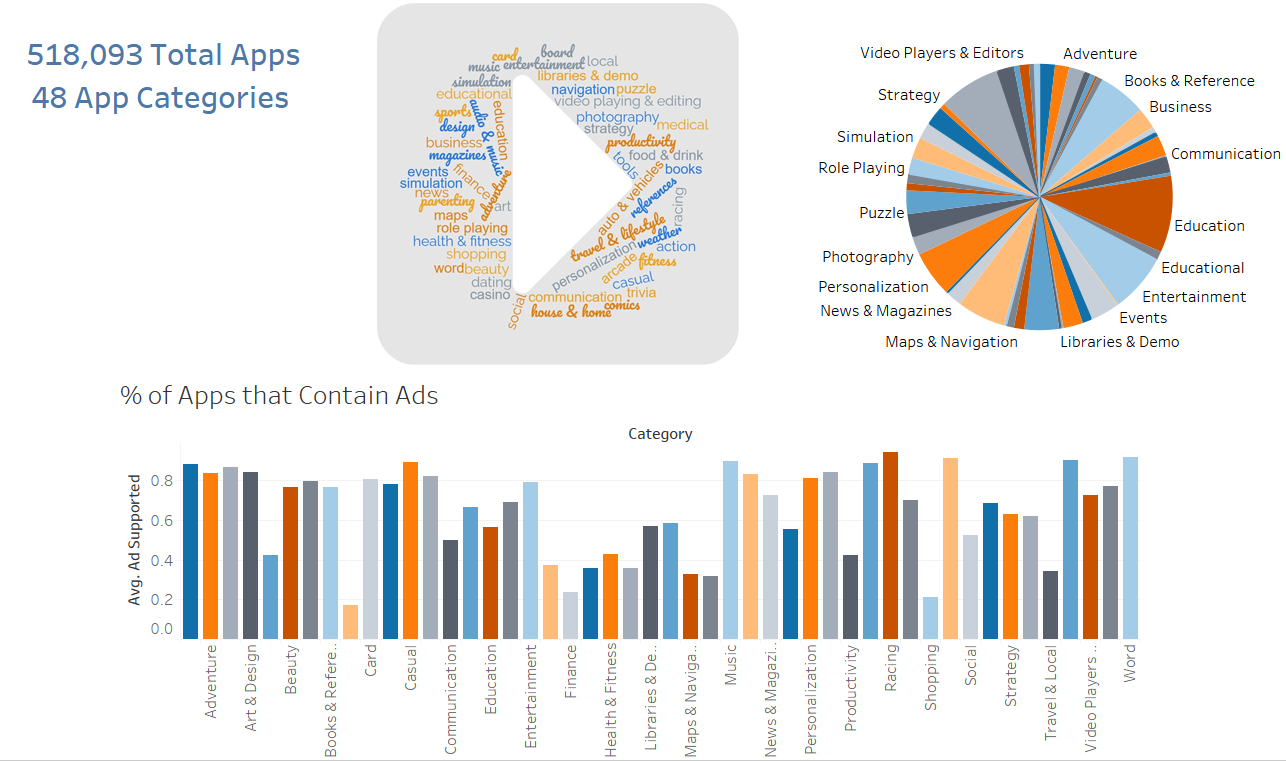 518,093 Total Apps
48 App Categories
card
board
music
entertainment
local
simulation
libraries & demo
educational
navigation
puzzle
video playing & editing
sports
audio & music
education
photography
medical
design
strategy
business
productivity
magazines
tools
food & drink
events
finance
auto & vehicles
books
simulation
news
adventure
references
racing
parenting
art
maps
role playing
travel & lifestyle
weather
health & fitness
action
shopping
personalization
arcade
fitness
word
beauty
dating
casual
casino
social
communication
trivia
house & home
comics
Video Players & Editors
Adventure
Books & Reference
Strategy
Business
Simulation
Communication
Role Playing
Puzzle
Education
Photography
Educational
Personalization
Entertainment
News & Magazines
Events
Maps & Navigation
Libraries & Demo
% of Apps that Contain Ads
Category
Avg. Ad Supported
0.8
0.6
0.4
0.2
0.0
Adventure
Art & Design
Beauty
Books & Refere..
Card
Casual
Communication
Education
Entertainment
Finance
Health & Fitness
Libraries & De..
Maps & Naviga..
Music
News & Magazi..
Personalization
Productivity
Racing
Shopping
Social
Strategy
Travel & Local
Video Players ..
Word